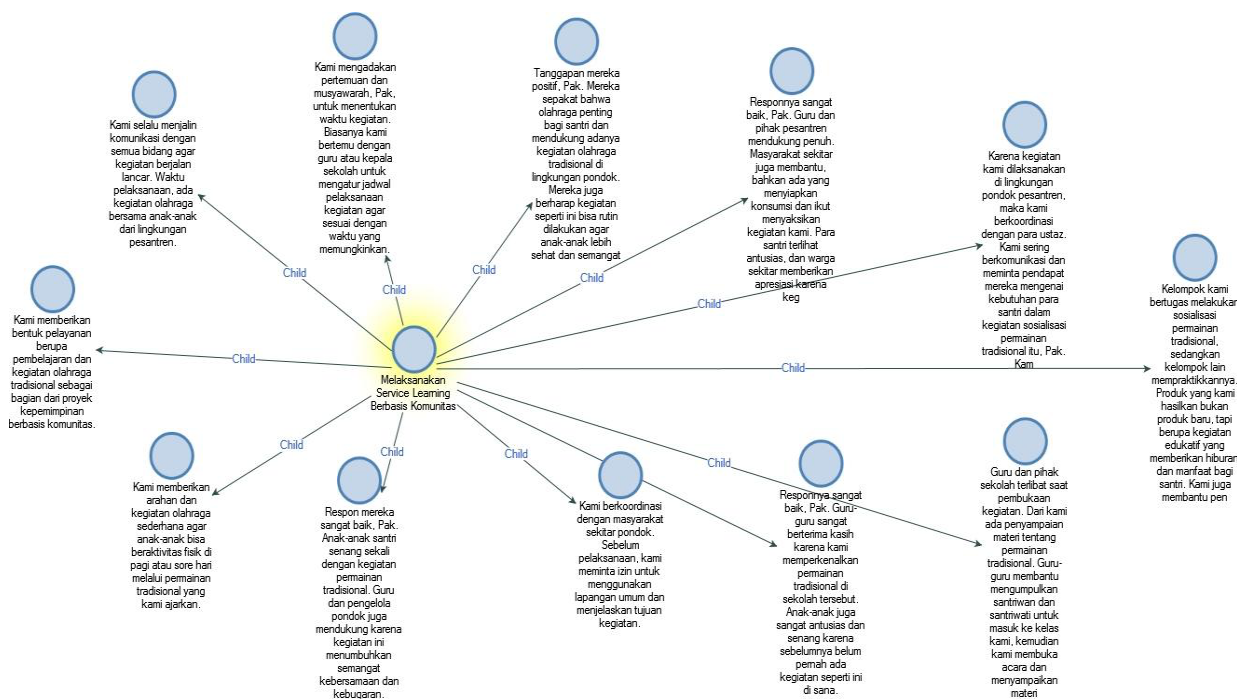 Kami mengadakan
pertemuan dan
musyawarah, Pak,
untuk menentukan
waktu kegiatan.
Biasanya kami
bertemu dengan
guru atau kepala
sekolah untuk
mengatur jadwal
pelaksanaan
kegiatan agar
sesuai dengan
waktu yang
memungkinkan.
Tanggapan mereka
positif, Pak. Mereka
sepakat bahwa
olahraga penting
bagi santri dan
mendukung adanya
kegiatan olahraga
tradisional di
lingkungan pondok.
Mereka juga
berharap kegiatan
seperti ini bisa rutin
dilakukan agar
anak-anak lebih
sehat dan semangat
Responnya sangat
baik, Pak. Guru dan
pihak pesantren
mendukung penuh.
Masyarakat sekitar
juga membantu,
bahkan ada yang
menyiapkan
konsumsi dan ikut
menyaksikan
kegiatan kami. Para
santri terlihat
antusias, dan warga
sekitar memberikan
apresiasi karena
keg
Kami selalu menjalin
komunikasi dengan
semua bidang agar
kegiatan berjalan
lancar. Waktu
pelaksanaan, ada
kegiatan olahraga
bersama anak-anak
dari lingkungan
pesantren.
Karena kegiatan
kami dilaksanakan
di lingkungan
pondok pesantren,
maka kami
berkoordinasi
dengan para ustaz.
Kami sering
berkomunikasi dan
meminta pendapat
mereka mengenai
kebutuhan para
santri dalam
kegiatan sosialisasi
permainan
tradisional itu, Pak.
Kam
Kelompok kami
bertugas melakukan
sosialisasi
permainan
tradisional,
sedangkan
kelompok lain
mempraktikkannya.
Produk yang kami
hasilkan bukan
produk baru, tapi
berupa kegiatan
edukatif yang
memberikan hiburan
dan manfaat bagi
santri. Kami juga
membantu pen
Kami memberikan
bentuk pelayanan
berupa
pembelajaran dan
kegiatan olahraga
tradisional sebagai
bagian dari proyek
kepemimpinan
berbasis komunitas.
Child
Child
Child
Child
Child
Child
Child
Melaksanakan
Service Learning
Berbasis Komunitas
Child
Child
Child
Child
Kami memberikan
arahan dan
kegiatan olahraga
sederhana agar
anak-anak bisa
beraktivitas fisik di
pagi atau sore hari
melalui permainan
tradisional yang
kami ajarkan.
Respon mereka
sangat baik, Pak.
Anak-anak santri
senang sekali
dengan kegiatan
permainan
tradisional. Guru
dan pengelola
pondok juga
mendukung karena
kegiatan ini
menumbuhkan
semangat
kebersamaan dan
kebugaran.
Kami berkoordinasi
dengan masyarakat
sekitar pondok.
Sebelum
pelaksanaan, kami
meminta izin untuk
menggunakan
lapangan umum dan
menjelaskan tujuan
kegiatan.
Responnya sangat
baik, Pak. Guru-
guru sangat
berterima kasih
karena kami
memperkenalkan
permainan
tradisional di
sekolah tersebut.
Anak-anak juga
sangat antusias dan
senang karena
sebelumnya belum
pernah ada
kegiatan seperti ini
di sana.
Guru dan pihak
sekolah terlibat saat
pembukaan
kegiatan. Dari kami
ada penyampaian
materi tentang
permainan
tradisional. Guru-
guru membantu
mengumpulkan
santriwan dan
santriwati untuk
masuk ke kelas
kami, kemudian
kami membuka
acara dan
menyampaikan
materi